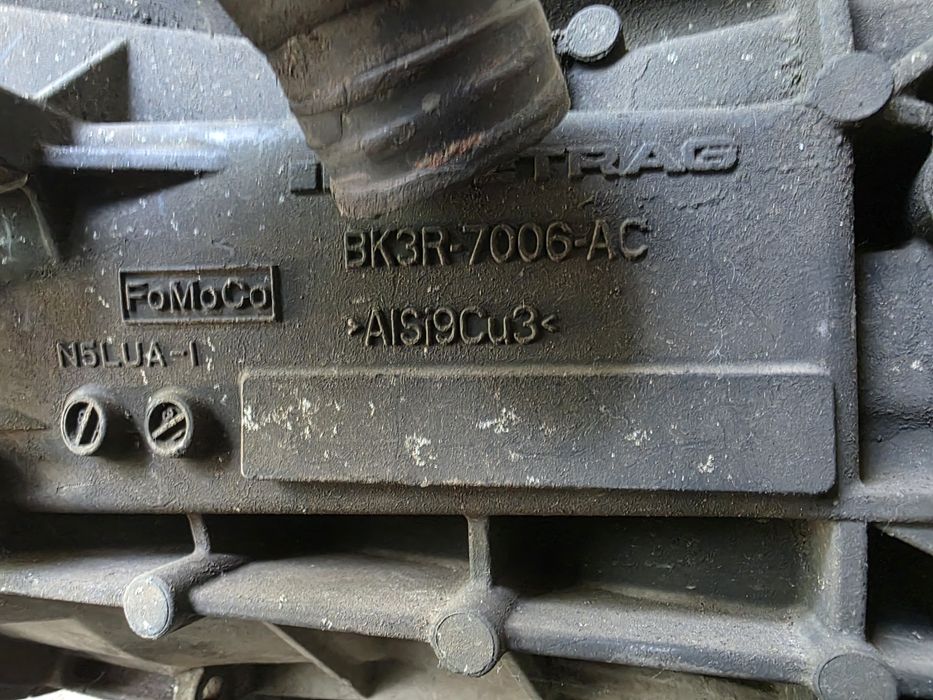 BK3R-7006-AC
FoMoCo
>AlSi9Cu3<
N5LUA-1